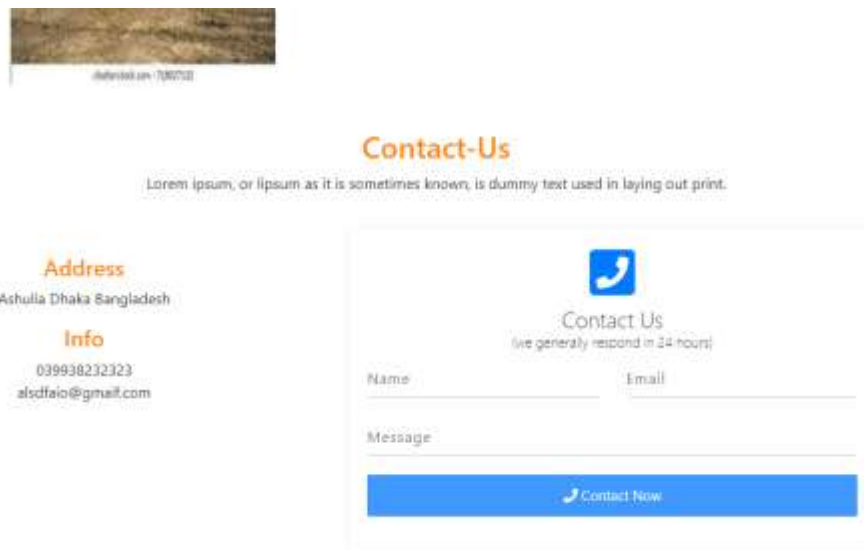 Contact-Us
Lorem ipsum, or lipsum as it is sometimes known, is dummy text used in laying out print.
Address
Ashulia Dhaka Bangladesh
Info
039938232323
alsdfaio@gmail.com
Contact Us
(we generally respond in 24 hours)
Name
Email
Message
Contact Now